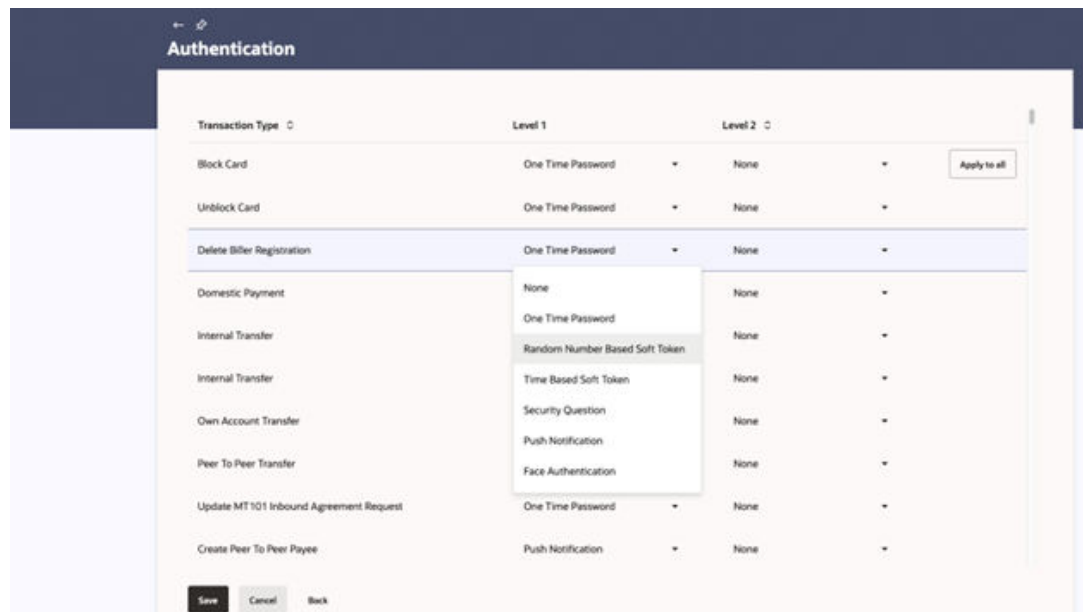 Authentication
Transaction Type Level 1 Level 2
Block Card One Time Password None Apply to all
Unblock Card One Time Password None
Delete Biller Registration One Time Password None
None
Domestic Payment None
One Time Password
Internal Transfer None
Random Number Based Soft Token
Internal Transfer None
Time Based Soft Token
Security Question
Own Account Transfer None
Push Notification
Peer To Peer Transfer None
Face Authentication
Update MT101 Inbound Agreement Request One Time Password None
Create Peer To Peer Payee Push Notification None
Save Cancel Back